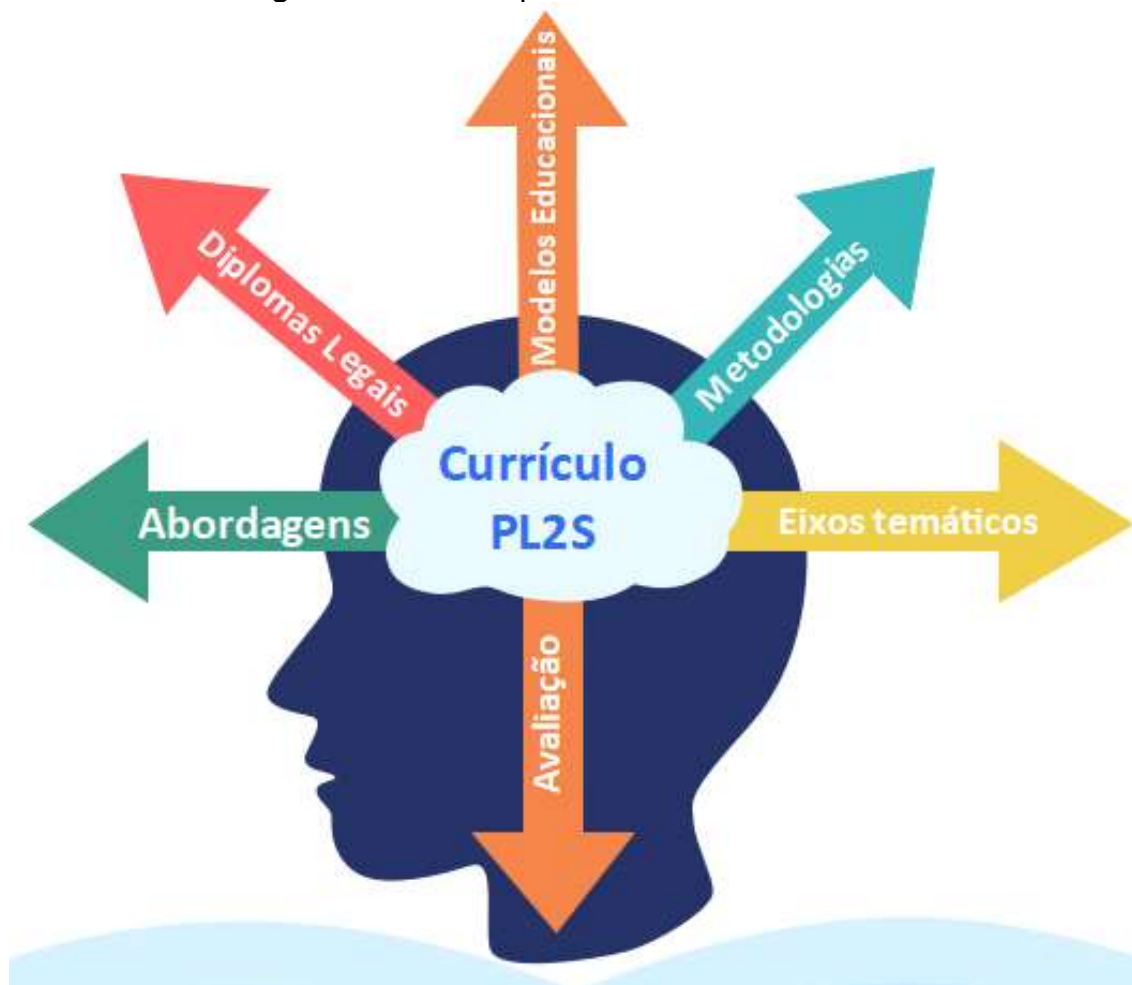 Modelos Educacionais
Diplomas Legais
Metodologias
Currículo
PL2S
Abordagens
Eixos temáticos
Avaliação